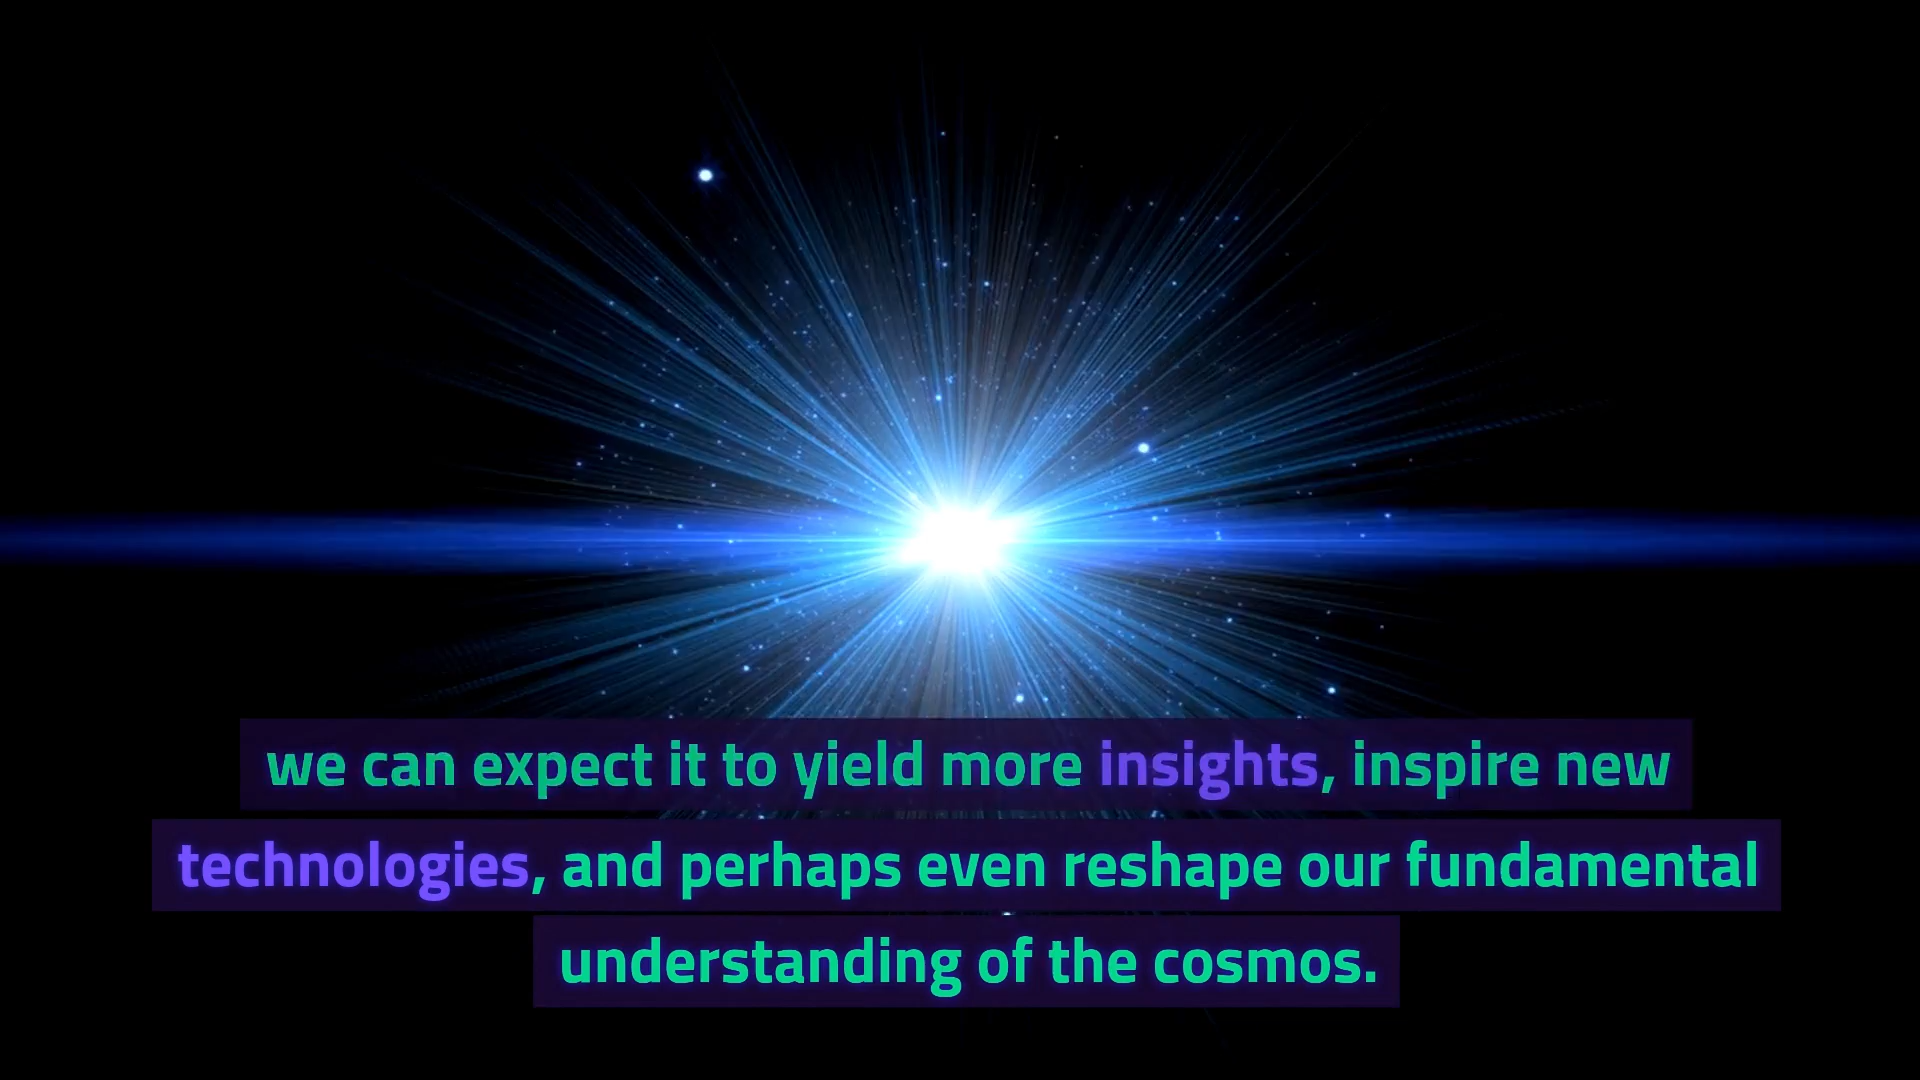 we can expect it to yield more insights, inspire new
technologies, and perhaps even reshape our fundamental
understanding of the cosmos.